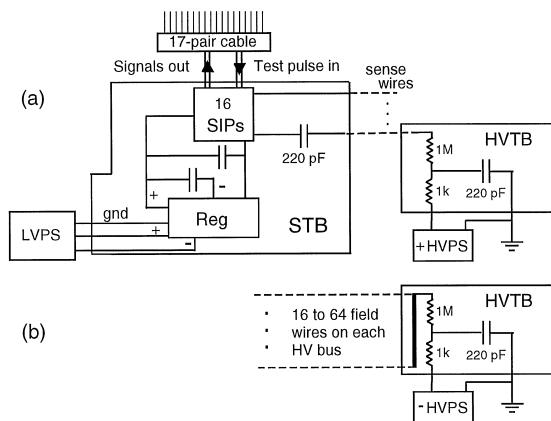 17-pair cable
Signals out
Test pulse in
(a)
16
SIPs
sense
wires
220 pF
HVTB
1M
1k
220 pF
+ -
Reg
STB
gnd
+
-
LVPS
+HVPS
(b)
16 to 64 field
wires on each
HV bus
HVTB
1M
1k
220 pF
-HVPS